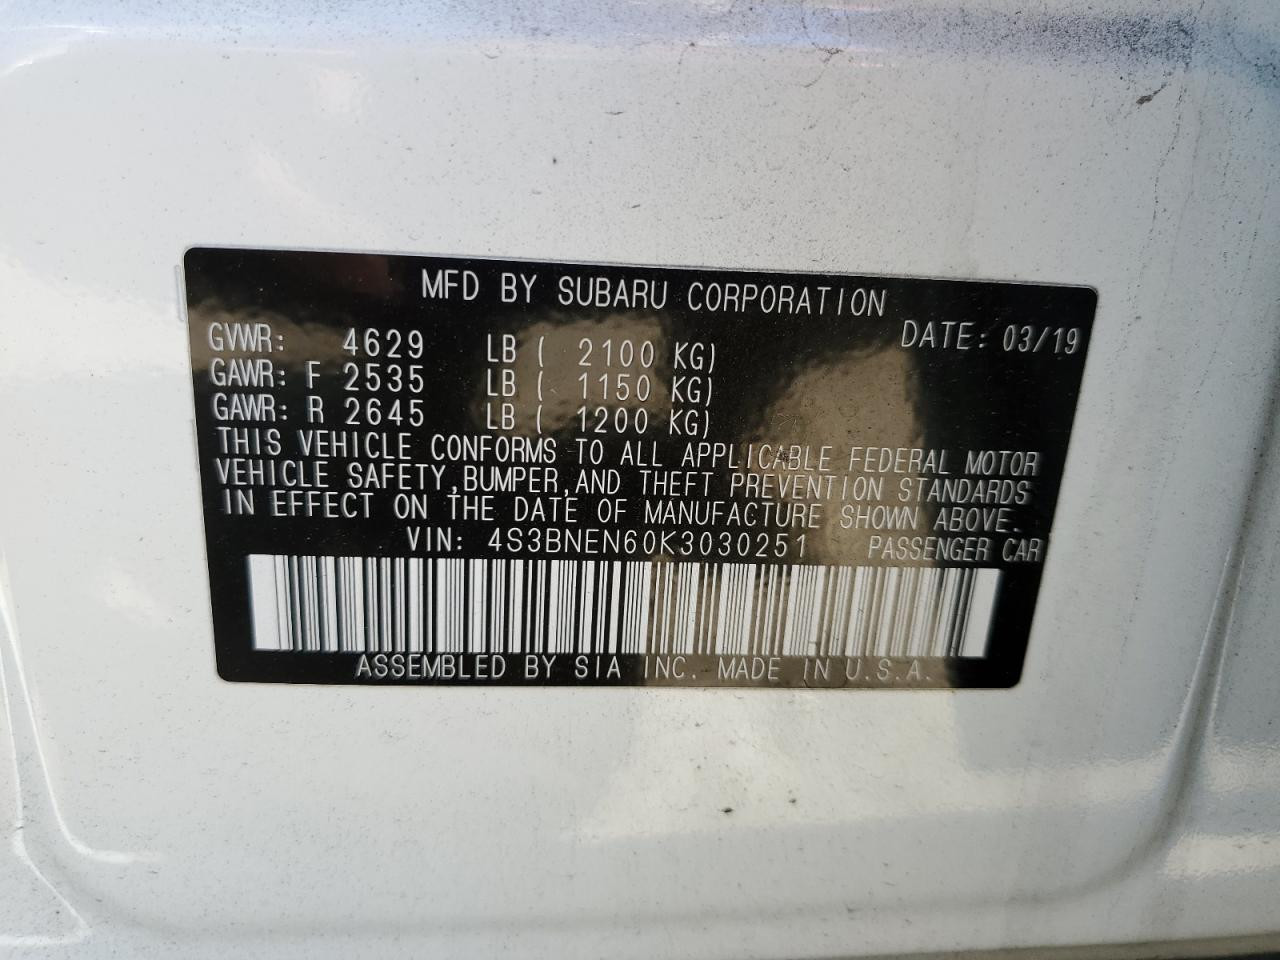 MFD BY SUBARU CORPORATION
DATE: 03/19
GVWR: 4629 LB ( 2100 KG)
GAWR: F 2535 LB ( 1150 KG)
GAWR: R 2645 LB ( 1200 KG)
THIS VEHICLE CONFORMS TO ALL APPLICABLE FEDERAL MOTOR
VEHICLE SAFETY,BUMPER,AND THEFT PREVENTION STANDARDS
IN EFFECT ON THE DATE OF MANUFACTURE SHOWN ABOVE.
VIN: 4S3BNEN60K3030251 PASSENGER CAR
ASSEMBLED BY SIA INC. MADE IN U.S.A.